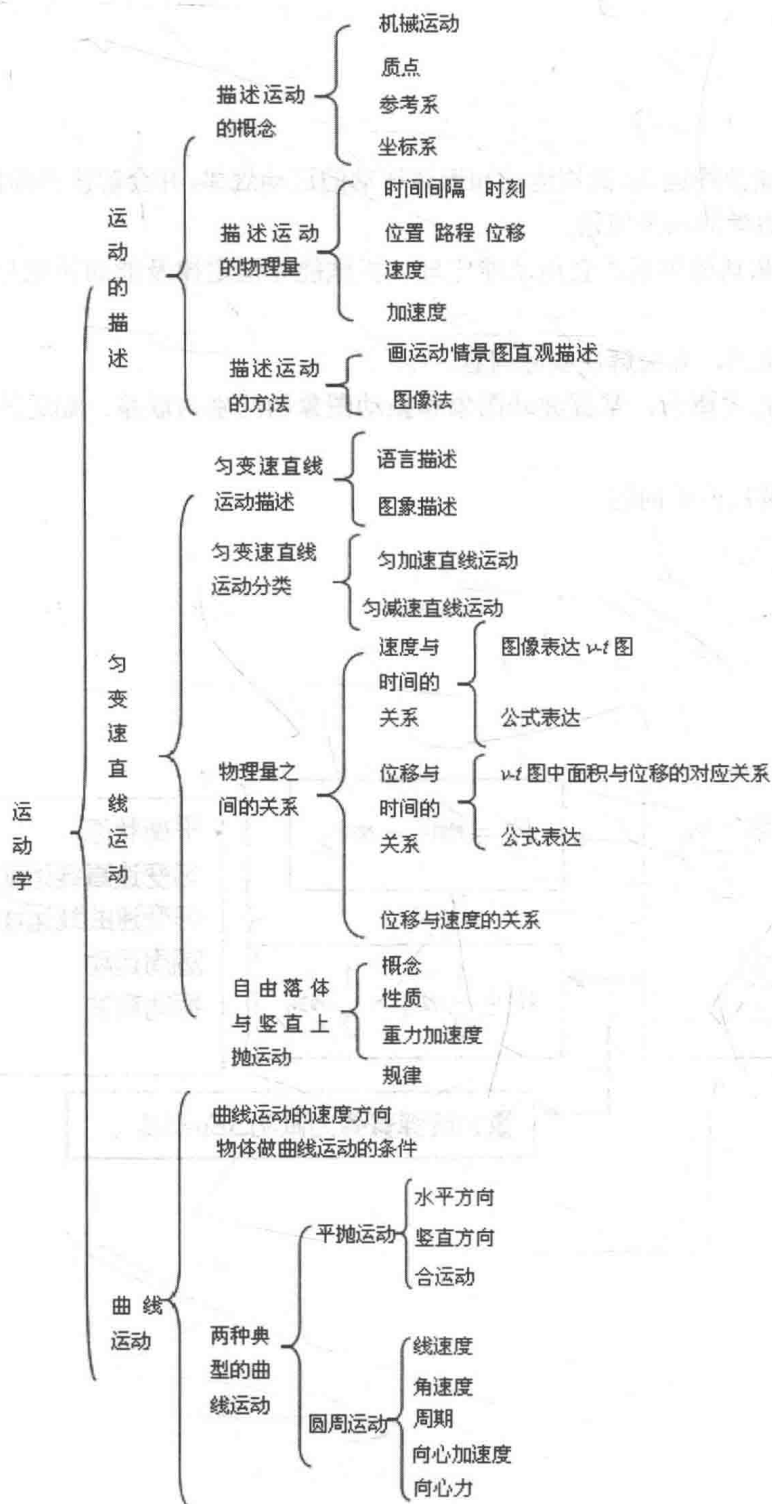 运动学
运动的描述
描述运动
的概念
机械运动
质点
参考系
坐标系
描述运动
的物理量
时间间隔 时刻
位置 路程 位移
速度
加速度
描述运动
的方法
画运动情景图直观描述
图像法
匀变速直线运动
匀变速直线
运动描述
语言描述
图象描述
匀变速直线
运动分类
匀加速直线运动
匀减速直线运动
物理量之
间的关系
速度与
时间的
关系
图像表达 v-t 图
公式表达
位移与
时间的
关系
v-t 图中面积与位移的对应关系
公式表达
位移与速度的关系
自由落体
与竖直上
抛运动
概念
性质
重力加速度
规律
曲线
运动
曲线运动的速度方向
物体做曲线运动的条件
两种典
型的曲
线运动
平抛运动
水平方向
竖直方向
合运动
圆周运动
线速度
角速度
周期
向心加速度
向心力